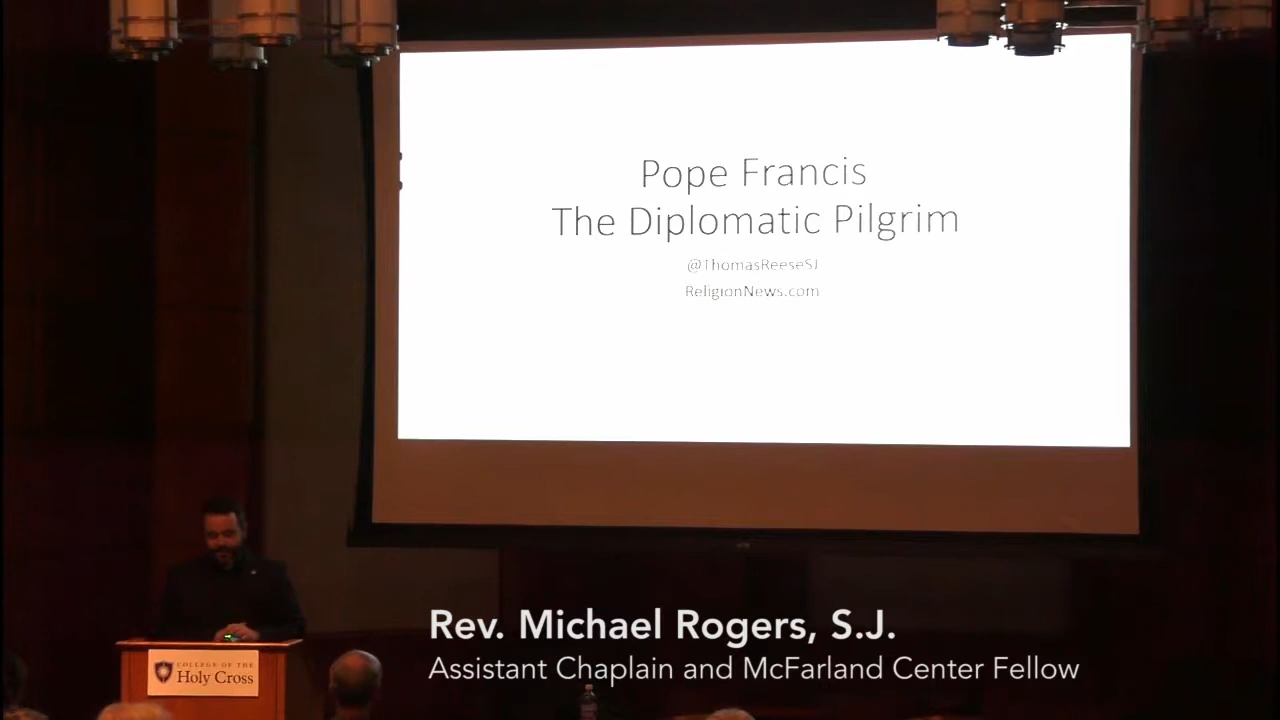 Pope Francis
The Diplomatic Pilgrim
@ThomasReeseSJ
ReligionNews.com
Rev. Michael Rogers, S.J.
Assistant Chaplain and McFarland Center Fellow
COLLEGE OF THE
Holy Cross